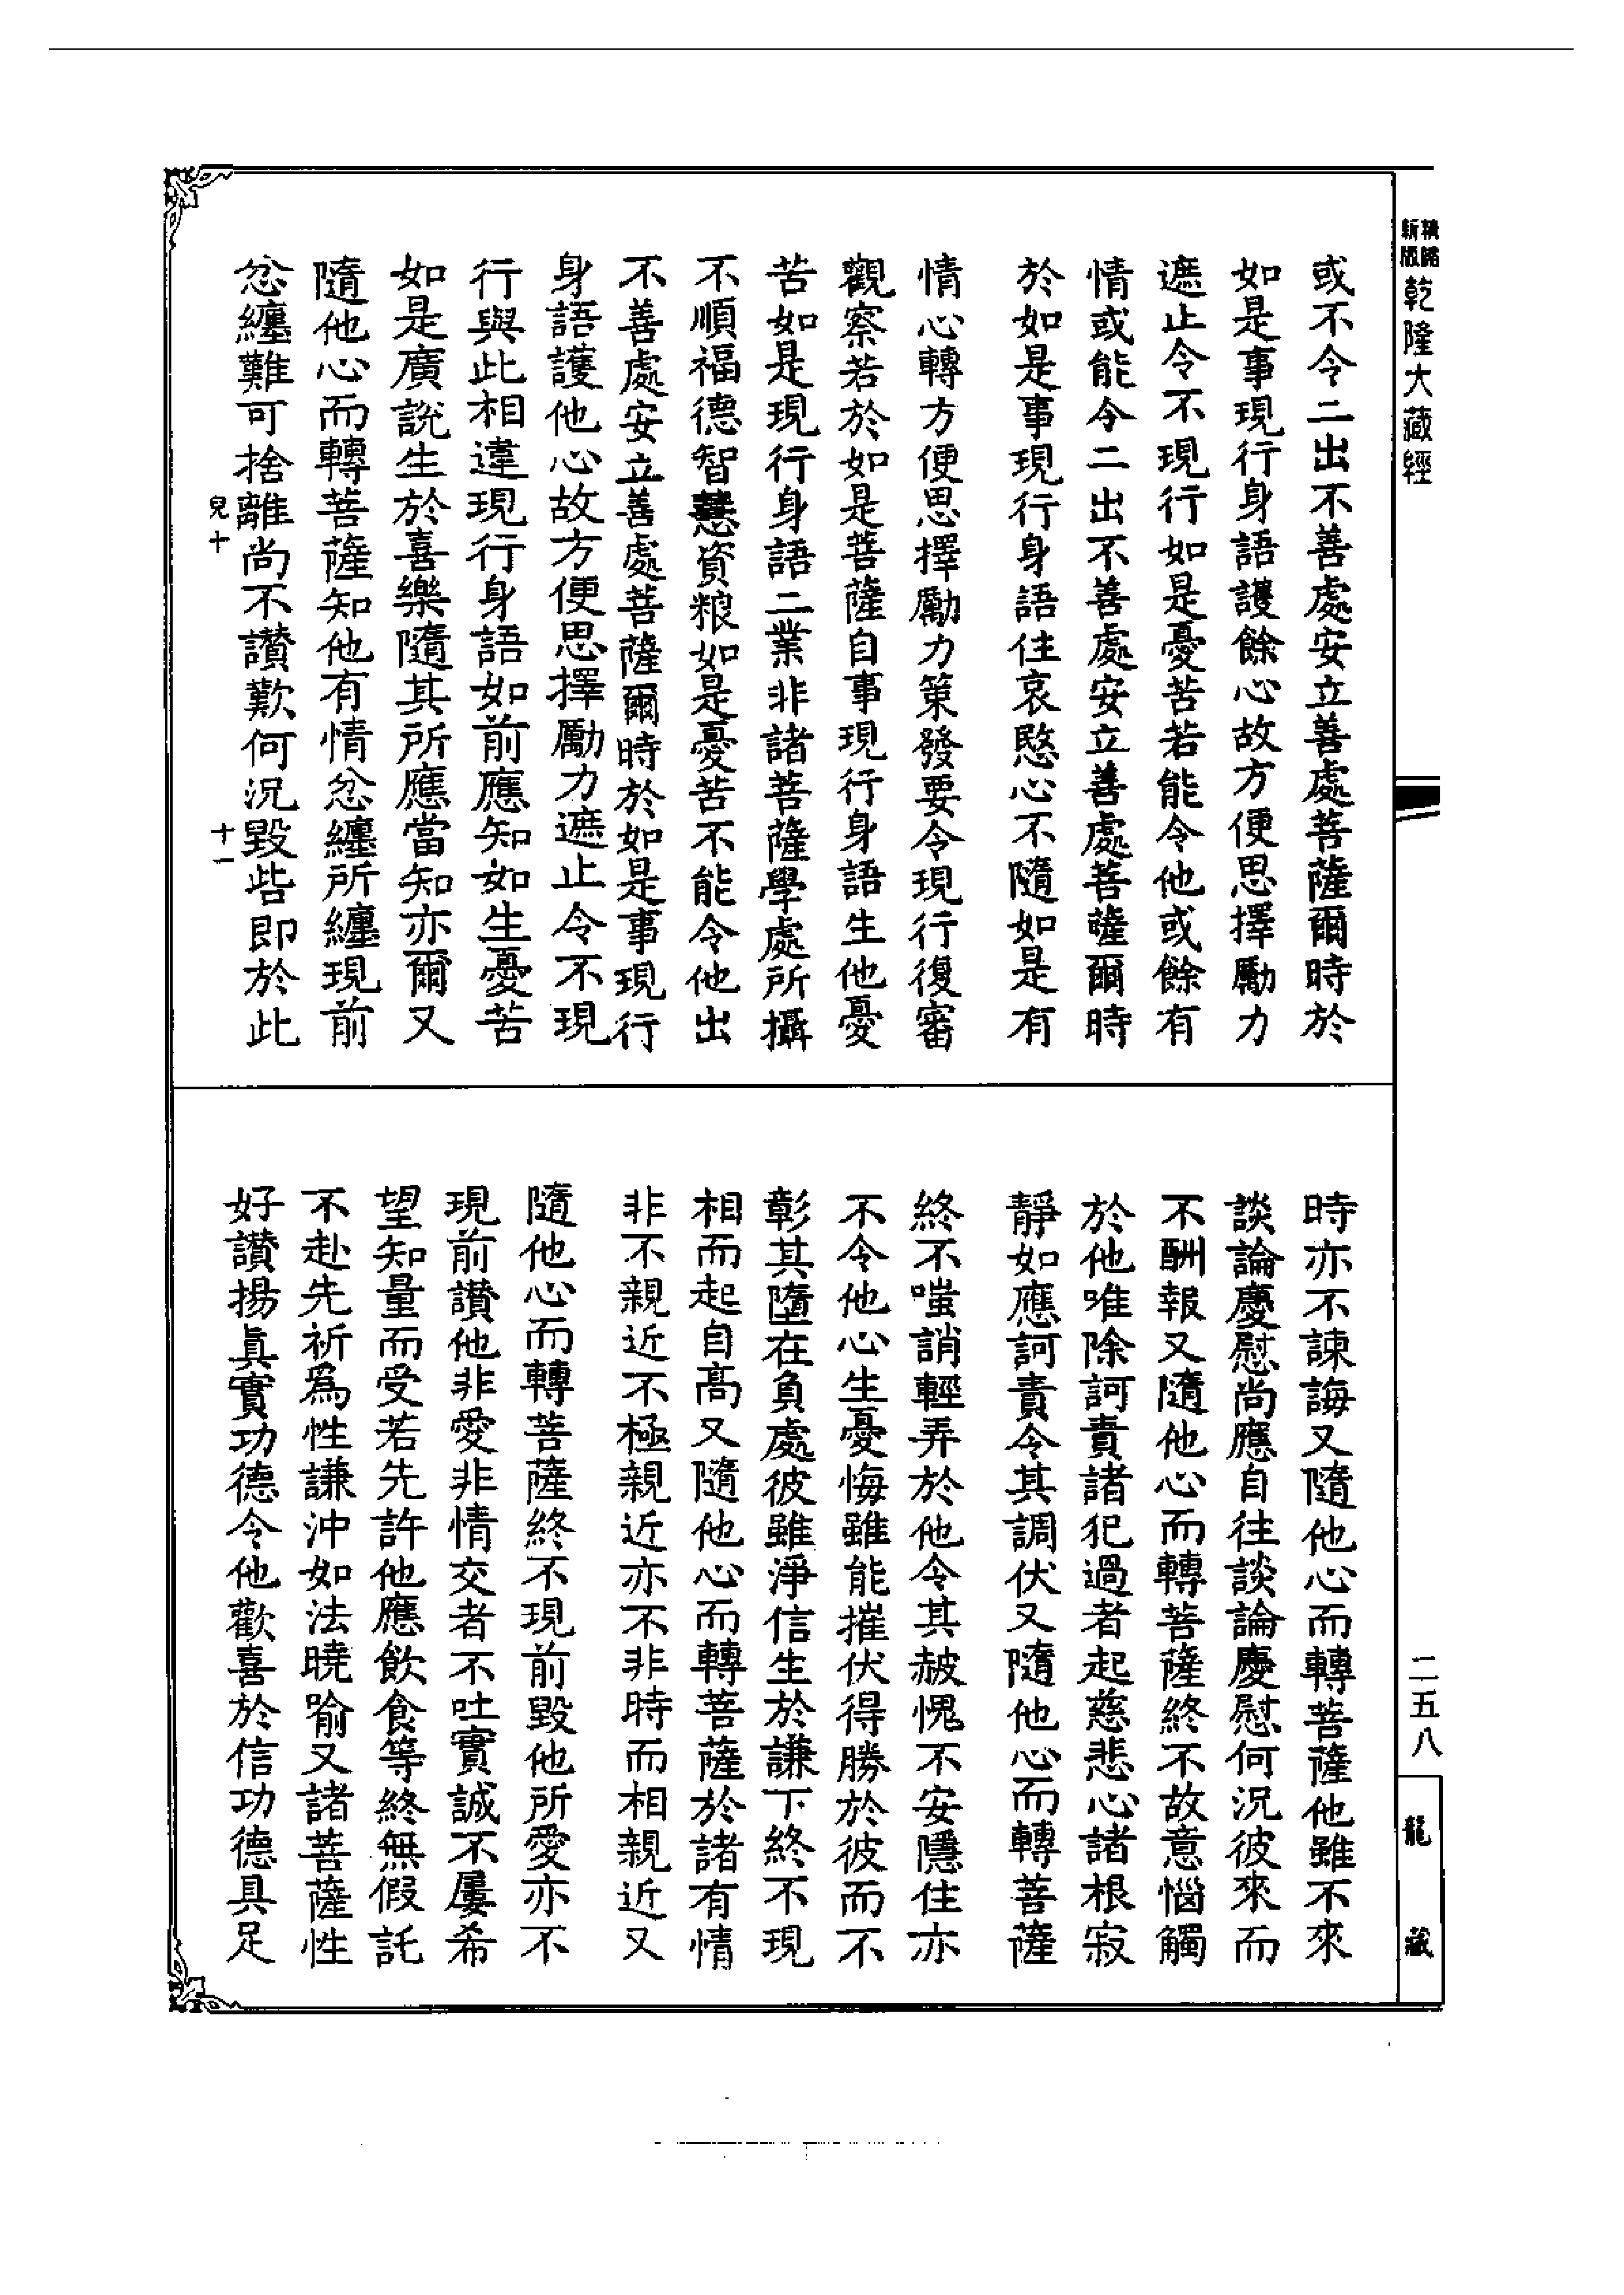 乾隆大藏經
或不令二出不善處安立善處菩薩爾時於
如是事現行身語護餘心故方便思擇勵力
遮止令不現行如是憂苦若能令他或餘有
情或能令二出不善處安立善處菩薩爾時
於如是事現行身語住哀愍心不隨如是有
情心轉方便思擇勵力策發要令現行復審
觀察若於如是菩薩自事現行身語生他憂
苦如是現行身語二業非諸菩薩學處所攝
不順福德智慧資粮如是憂苦不能令他出
不善處安立善處菩薩爾時於如是事現行
身語護他心故方便思擇勵力遮止令不現
行與此相違現行身語如前應知如生憂苦
如是廣說生於喜樂隨其所應當知亦爾又
隨他心而轉菩薩知他有情忿纏所纏現前
忿纏難可捨離尚不讚歎何況毀呰即於此
兒十
十一
時亦不諫誨又隨他心而轉菩薩他雖不來
談論慶慰尚應自往談論慶慰何況彼來而
不酬報又隨他心而轉菩薩終不故意惱觸
於他唯除訶責諸犯過者起慈悲心諸根寂
靜如應訶責令其調伏又隨他心而轉菩薩
終不嗤誚輕弄於他令其赧愧不安隱住亦
不令他心生憂悔雖能摧伏得勝於彼而不
彰其墮在負處彼雖淨信生於謙下終不現
相而起自高又隨他心而轉菩薩於諸有情
非不親近不極親近亦不非時而相親近又
隨他心而轉菩薩終不現前毀他所愛亦不
現前讚他非愛非情交者不吐實誠不屢希
望知量而受若先許他應飲食等終無假託
不赴先祈為性謙沖如法曉喻又諸菩薩性
好讚揚眞實功德令他歡喜於信功德具足
二五八
龍藏